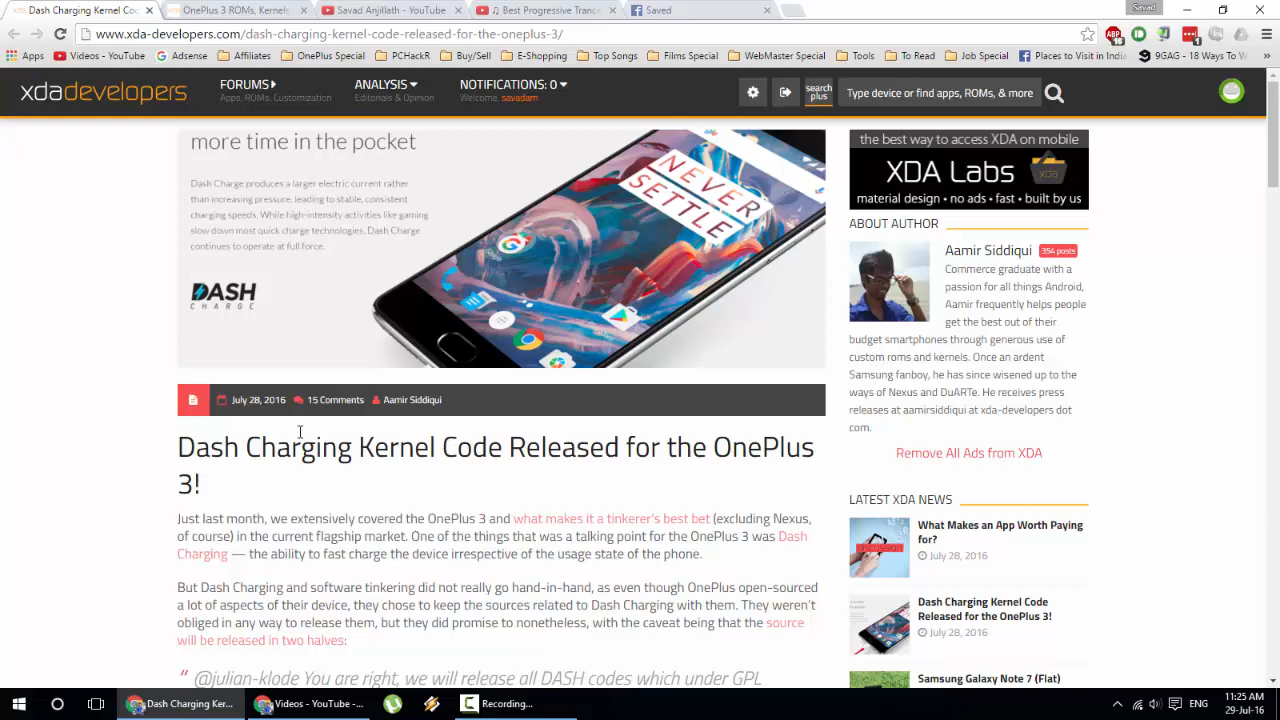 Dash Charging Kernel Cod
OnePlus 3 ROMs, Kernels
Savad Anjillath - YouTube
Best Progressive Trance
Saved
Savad
www.xda-developers.com/dash-charging-kernel-code-released-for-the-oneplus-3/
Apps
Videos - YouTube
Adsense
Affiliates
OnePlus Special
PCHackR
Buy/Sell
E-Shopping
Top Songs
Films Special
WebMaster Special
Tools
To Read
Job Special
Places to Visit in India
9GAG - 18 Ways To W
xdadevelopers
FORUMS
Apps, ROMs, Customization
ANALYSIS
Editorials & Opinion
NOTIFICATIONS: 0
Welcome, savadam
search
plus
Type device or find apps, ROMs, & more
more time in the pocket
Dash Charge produces a larger electric current rather
than increasing pressure, leading to stable, consistent
charging speeds. While high-intensity activities like gaming
slow down most quick charge technologies, Dash Charge
continues to operate at full force.
DASH
CHARGE
NEVER
SETTLE
July 28, 2016
15 Comments
Aamir Siddiqui
Dash Charging Kernel Code Released for the OnePlus
3!
Just last month, we extensively covered the OnePlus 3 and what makes it a tinkerer's best bet (excluding Nexus,
of course) in the current flagship market. One of the things that was a talking point for the OnePlus 3 was Dash
Charging — the ability to fast charge the device irrespective of the usage state of the phone.
But Dash Charging and software tinkering did not really go hand-in-hand, as even though OnePlus open-sourced
a lot of aspects of their device, they chose to keep the sources related to Dash Charging with them. They weren't
obliged in any way to release them, but they did promise to nonetheless, with the caveat being that the source
will be released in two halves:
" @julian-klode You are right, we will release all DASH codes which under GPL
the best way to access XDA on mobile
XDA Labs
xda
material design • no ads • fast • built by us
ABOUT AUTHOR
Aamir Siddiqui 354 posts
Commerce graduate with a
passion for all things Android,
Aamir frequently helps people
get the best out of their
budget smartphones through generous use of
custom roms and kernels. Once an ardent
Samsung fanboy, he has since wisened up to the
ways of Nexus and DuARTe. He receives press
releases at aamirsiddiqui at xda-developers dot
com.
Remove All Ads from XDA
LATEST XDA NEWS
What Makes an App Worth Paying
for?
July 28, 2016
Dash Charging Kernel Code
Released for the OnePlus 3!
July 28, 2016
Samsung Galaxy Note 7 (Flat)
Dash Charging Ker...
Videos - YouTube -...
Recording...
ENG
11:25 AM
29-Jul-16